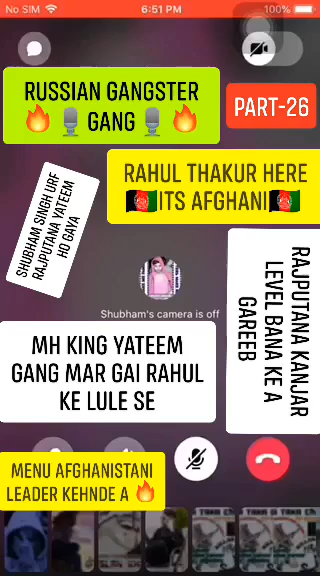 No SIM
6:51 PM
100%
RUSSIAN GANGSTER
🔥🎙️GANG🎙️🔥
PART-26
RAHUL THAKUR HERE
🇦🇫ITS AFGHANI🇦🇫
SHUBHAM SINGH URF
RAJPUTANA YATEEM
HO GAYA
Shubham's camera is off
RAJPUTANA KANJAR
LEVEL BANA KE A
GAREEB
MH KING YATEEM
GANG MAR GAI RAHUL
KE LULE SE
MENU AFGHANISTANI
LEADER KEHNDE A 🔥